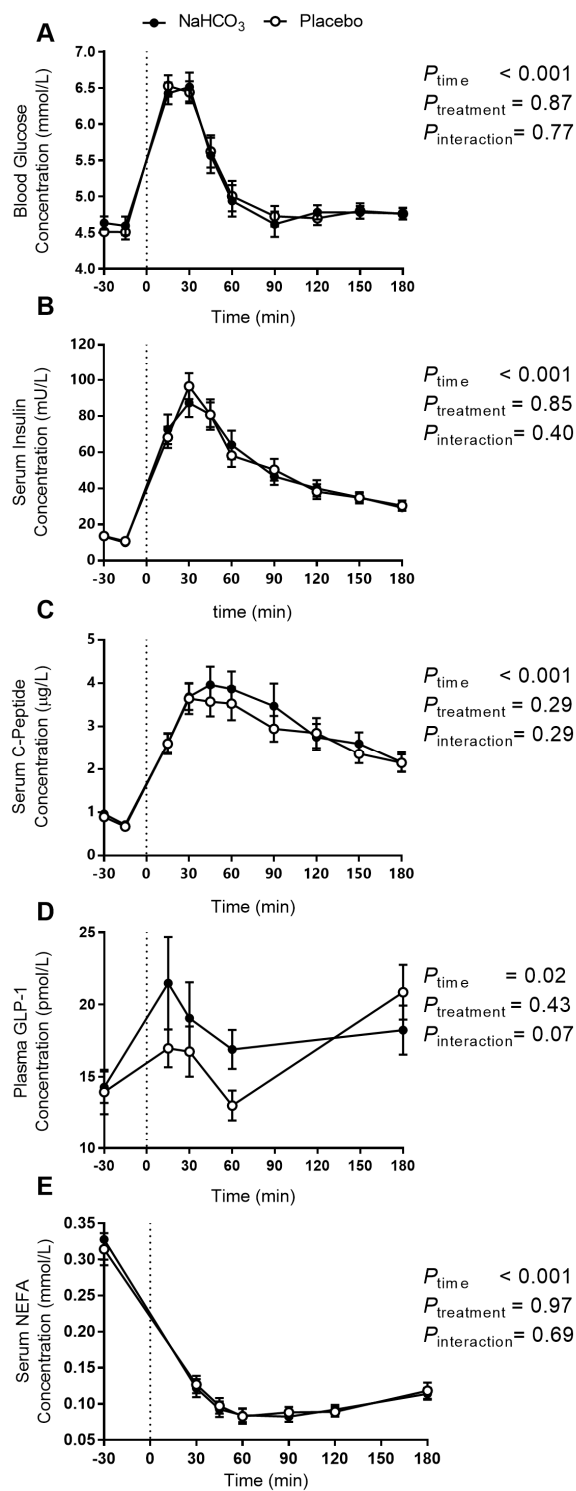 NaHCO3 Placebo
A
Blood Glucose
Concentration (mmol/L)
7.0
6.5
6.0
5.5
5.0
4.5
4.0
-30 0 30 60 90 120 150 180
Time (min)
Ptime < 0.001
Ptreatment = 0.87
Pinteraction= 0.77
B
Serum Insulin
Concentration (mU/L)
120
100
80
60
40
20
0
-30 0 30 60 90 120 150 180
time (min)
Ptime < 0.001
Ptreatment = 0.85
Pinteraction= 0.40
C
Serum C-Peptide
Concentration (µg/L)
5
4
3
2
1
0
-30 0 30 60 90 120 150 180
Time (min)
Ptime < 0.001
Ptreatment = 0.29
Pinteraction= 0.29
D
Plasma GLP-1
Concentration (pmol/L)
25
20
15
10
-30 0 30 60 90 120 150 180
Time (min)
Ptime = 0.02
Ptreatment = 0.43
Pinteraction= 0.07
E
Serum NEFA
Concentration (mmol/L)
0.35
0.30
0.25
0.20
0.15
0.10
0.05
-30 0 30 60 90 120 150 180
Time (min)
Ptime < 0.001
Ptreatment = 0.97
Pinteraction= 0.69